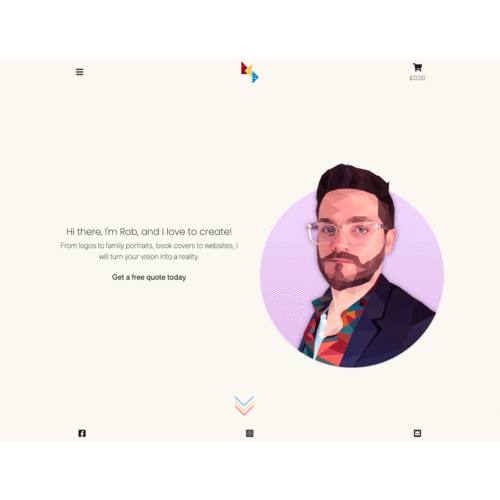 £0.00
Hi there, I'm Rob, and I love to create!
From logos to family portraits, book covers to websites, I
will turn your vision into a reality.
Get a free quote today